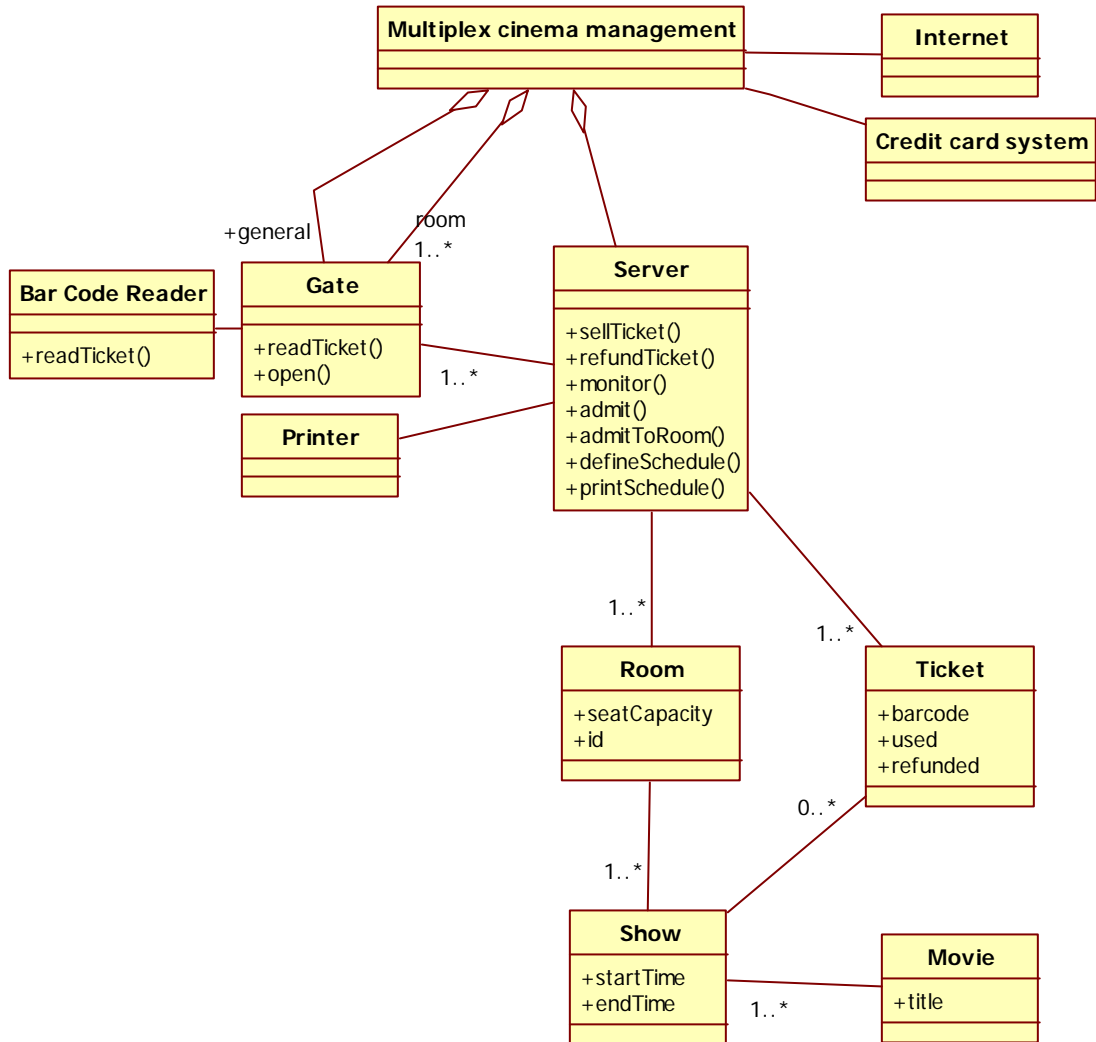 Multiplex cinema management
Internet
Credit card system
+general
room
1..*
Bar Code Reader
+readTicket()
Gate
+readTicket()
+open()
1..*
Server
+sellTicket()
+refundTicket()
+monitor()
+admit()
+admitToRoom()
+defineSchedule()
+printSchedule()
Printer
1..*
1..*
Room
+seatCapacity
+id
Ticket
+barcode
+used
+refunded
0..*
1..*
Show
+startTime
+endTime
1..*
Movie
+title